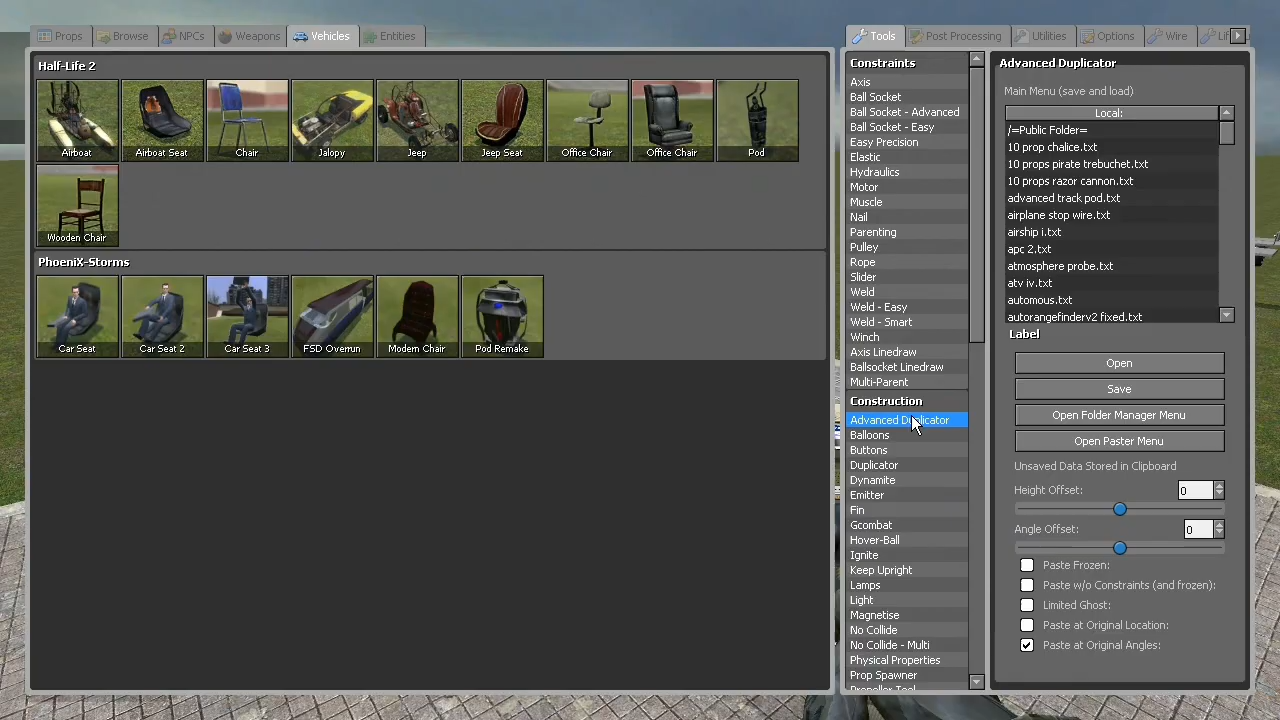 Props
Browse
NPCs
Weapons
Vehicles
Entities
Half-Life 2
Airboat
Airboat Seat
Chair
Jalopy
Jeep
Jeep Seat
Office Chair
Office Chair
Pod
Wooden Chair
PhoeniX-Storms
Car Seat
Car Seat 2
Car Seat 3
FSD Overrun
Modern Chair
Pod Remake
Tools
Post Processing
Utilities
Options
Wire
Constraints
Axis
Ball Socket
Ball Socket - Advanced
Ball Socket - Easy
Easy Precision
Elastic
Hydraulics
Motor
Muscle
Nail
Parenting
Pulley
Rope
Slider
Weld
Weld - Easy
Weld - Smart
Winch
Axis Linedraw
Ballsocket Linedraw
Multi-Parent
Construction
Advanced Duplicator
Balloons
Buttons
Duplicator
Dynamite
Emitter
Fin
Gcombat
Hover-Ball
Ignite
Keep Upright
Lamps
Light
Magnetise
No Collide
No Collide - Multi
Physical Properties
Prop Spawner
Propeller Tool
Advanced Duplicator
Main Menu (save and load)
Local:
/=Public Folder=
10 prop chalice.txt
10 props pirate trebuchet.txt
10 props razor cannon.txt
advanced track pod.txt
airplane stop wire.txt
airship i.txt
apc 2.txt
atmosphere probe.txt
atv iv.txt
automous.txt
autorangefinderv2 fixed.txt
Label
Open
Save
Open Folder Manager Menu
Open Paster Menu
Unsaved Data Stored in Clipboard
Height Offset:
0
Angle Offset:
0
Paste Frozen:
Paste w/o Constraints (and frozen):
Limited Ghost:
Paste at Original Location:
Paste at Original Angles: